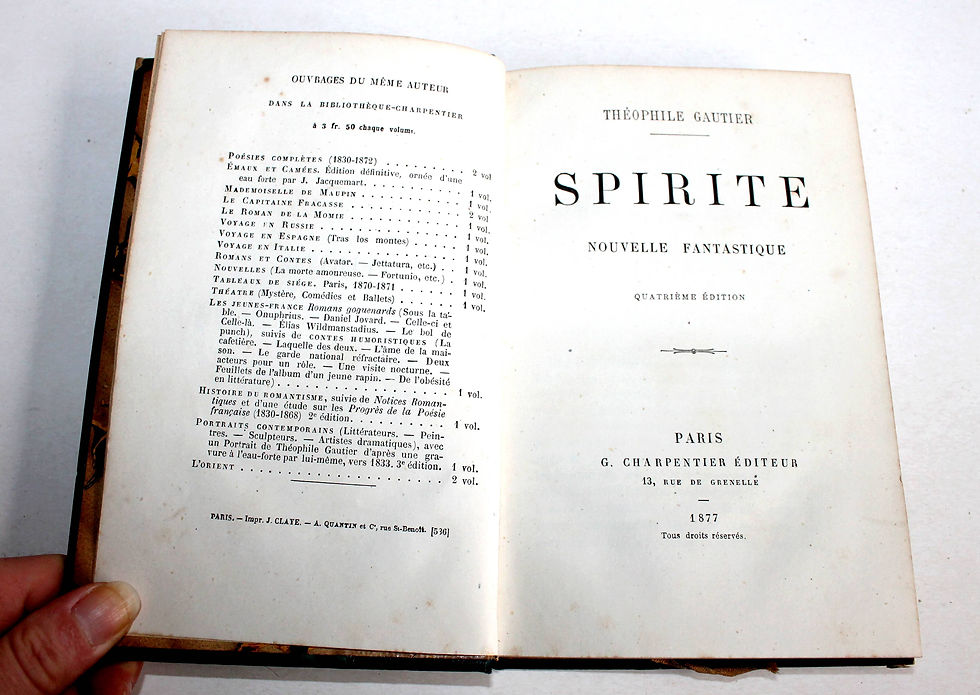 OUVRAGES DU MÊME AUTEUR
DANS LA BIBLIOTHÈQUE-CHARPENTIER
à 3 fr. 50 chaque volume.
POÉSIES COMPLÈTES (1830-1872) . . . . . . . . 2 vol
ÉMAUX ET CAMÉES. Édition définitive, ornée d'une
eau forte par J. Jacquemart. . . . . . . . . . 1 vol.
MADEMOISELLE DE MAUPIN . . . . . . . . . . 1 vol.
LE CAPITAINE FRACASSE . . . . . . . . . . . 2 vol
LE ROMAN DE LA MOMIE . . . . . . . . . . . 1 vol.
VOYAGE EN RUSSIE . . . . . . . . . . . . . 1 vol.
VOYAGE EN ESPAGNE (Tras los montes) . . . . . 1 vol.
VOYAGE EN ITALIE . . . . . . . . . . . . . 1 vol.
ROMANS ET CONTES (Avatar. — Jettatura, etc.) . . 1 vol.
NOUVELLES (La morte amoureuse. — Fortunio, etc.) . 1 vol.
TABLEAUX DE SIÉGE. Paris, 1870-1871 . . . . . . 1 vol.
THÉATRE (Mystère, Comédies et Ballets) . . . . . . 1 vol.
LES JEUNES-FRANCE Romans goguenards (Sous la ta-
ble. — Onuphrius. — Daniel Jovard. — Celle-ci et
Celle-là. — Élias Wildmanstadius. — Le bol de
punch), suivis de CONTES HUMORISTIQUES (La
cafetière. — Laquelle des deux. — L'âme de la mai-
son. — Le garde national réfractaire. — Deux
acteurs pour un rôle. — Une visite nocturne. —
Feuillets de l'album d'un jeune rapin. — De l'obésité
en littérature) . . . . . . . . . . . . . . . 1 vol.
HISTOIRE DU ROMANTISME, suivie de Notices Roman-
tiques et d'une étude sur les Progrès de la Poésie
française (1830-1868) 2e édition. . . . . . . . . 1 vol.
PORTRAITS CONTEMPORAINS (Littérateurs. — Pein-
tres. — Sculpteurs. — Artistes dramatiques), avec
un Portrait de Théophile Gautier d'après une gra-
vure à l'eau-forte par lui-même, vers 1833. 3e édition. 1 vol.
L'ORIENT . . . . . . . . . . . . . . . . . 2 vol.
PARIS. — Impr. J. CLAYE. — A. QUANTIN et Ce, rue St-Benoît. [536]
THÉOPHILE GAUTIER
SPIRITE
NOUVELLE FANTASTIQUE
QUATRIÈME ÉDITION
PARIS
G. CHARPENTIER ÉDITEUR
13, RUE DE GRENELLE
1877
Tous droits réservés.